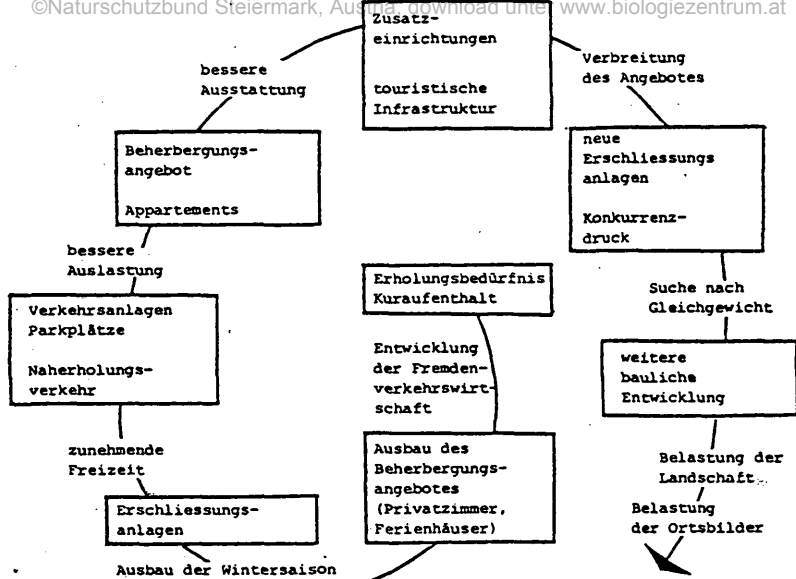 ©Naturschutzbund Steiermark, Austria; download unter www.biologiezentrum.at
Zusatz-
einrichtungen
touristische
Infrastruktur
bessere
Ausstattung
Verbreitung
des Angebotes
Beherbergungs-
angebot
Appartements
neue
Erschliessungs
anlagen
Konkurrenz-
druck
bessere
Auslastung
Erholungsbedürfnis
Kuraufenthalt
Suche nach
Gleichgewicht
Verkehrsanlagen
Parkplätze
Naherholungs-
verkehr
Entwicklung
der Fremden-
verkehrswirt-
schaft
weitere
bauliche
Entwicklung
zunehmende
Freizeit
Ausbau des
Beherbergungs-
angebotes
(Privatzimmer,
Ferienhäuser)
Belastung der
Landschaft
Erschliessungs-
anlagen
Belastung
der Ortsbilder
Ausbau der Wintersaison